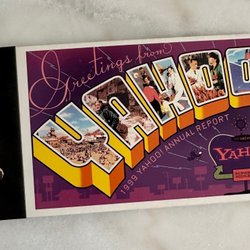 Greetings from
YAHOO
1999 YAHOO! ANNUAL REPORT
YAH